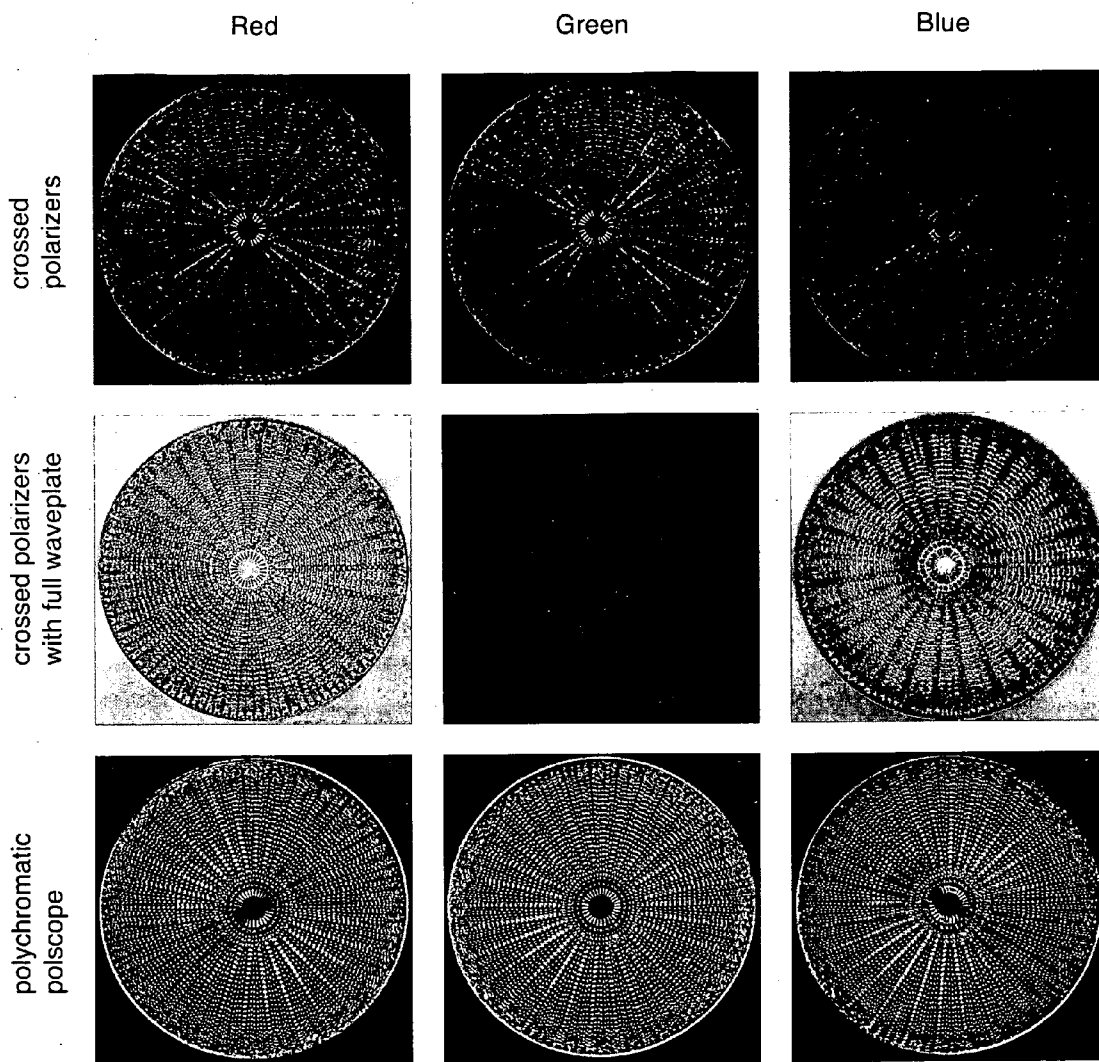 Red
Green
Blue
crossed
polarizers
crossed polarizers
with full waveplate
polychromatic
polscope